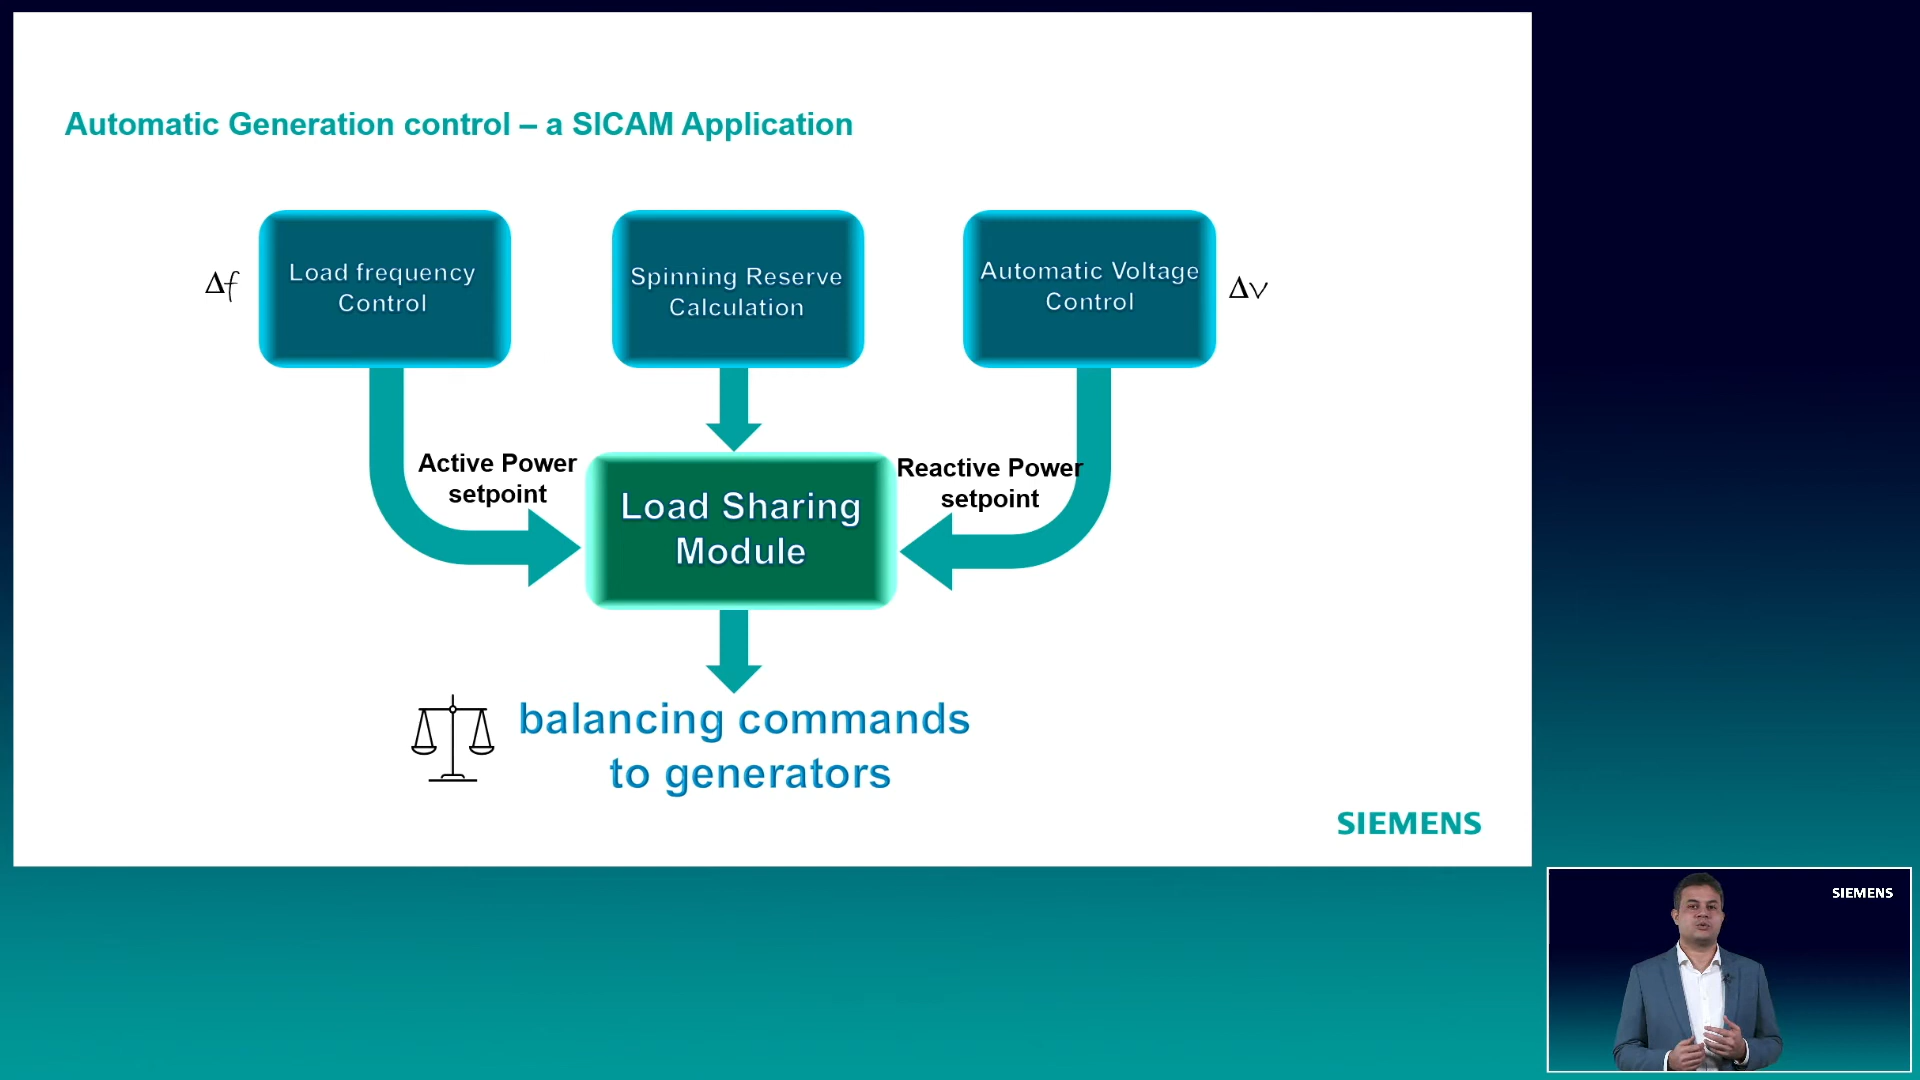 Automatic Generation control – a SICAM Application
Δf
Load frequency
Control
Spinning Reserve
Calculation
Automatic Voltage
Control
Δv
Active Power
setpoint
Load Sharing
Module
Reactive Power
setpoint
balancing commands
to generators
SIEMENS
SIEMENS